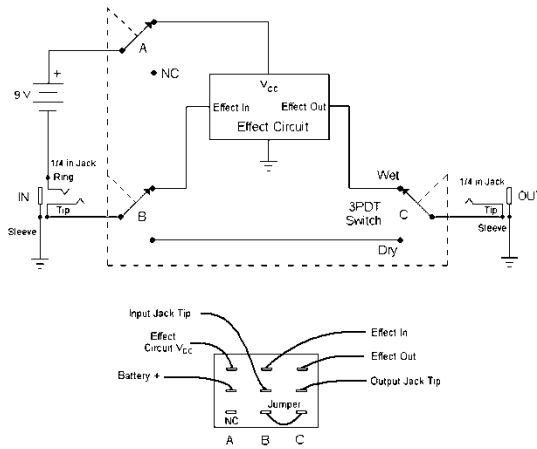 A
NC
+
9 V
V_CC
Effect In
Effect Out
Effect Circuit
1/4 in Jack
Ring
IN
Tip
Sleeve
B
Wet
3PDT
Switch
C
Dry
1/4 in Jack
OUT
Tip
Sleeve
Input Jack Tip
Effect
Circuit V_CC
Battery +
Effect In
Effect Out
Output Jack Tip
Jumper
NC
A B C